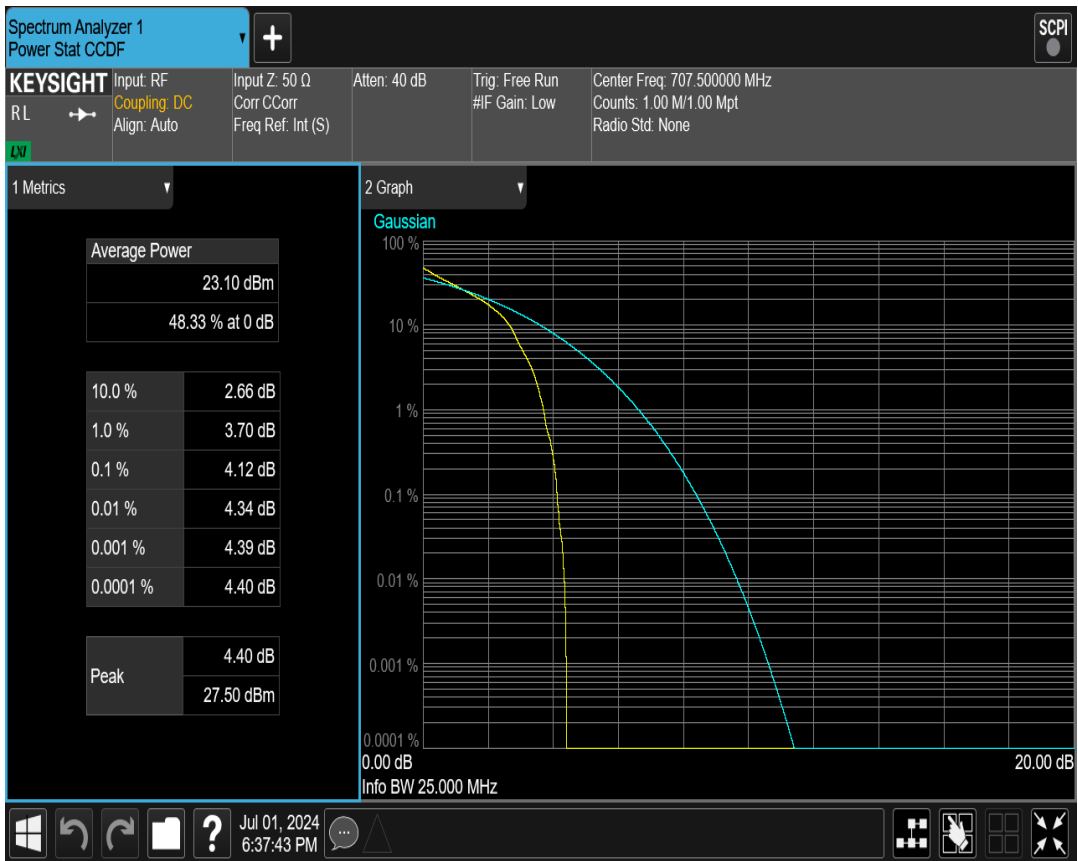 Spectrum Analyzer 1
Power Stat CCDF
+
SCPI
KEYSIGHT
R L
LXI
Input: RF
Coupling: DC
Align: Auto
Input Z: 50 Ω
Corr CCorr
Freq Ref: Int (S)
Atten: 40 dB
Trig: Free Run
#IF Gain: Low
Center Freq: 707.500000 MHz
Counts: 1.00 M/1.00 Mpt
Radio Std: None
1 Metrics
Average Power
23.10 dBm
48.33 % at 0 dB
10.0 % 2.66 dB
1.0 % 3.70 dB
0.1 % 4.12 dB
0.01 % 4.34 dB
0.001 % 4.39 dB
0.0001 % 4.40 dB
Peak
4.40 dB
27.50 dBm
2 Graph
Gaussian
100 %
10 %
1 %
0.1 %
0.01 %
0.001 %
0.0001 %
0.00 dB
20.00 dB
Info BW 25.000 MHz
?
Jul 01, 2024
6:37:43 PM